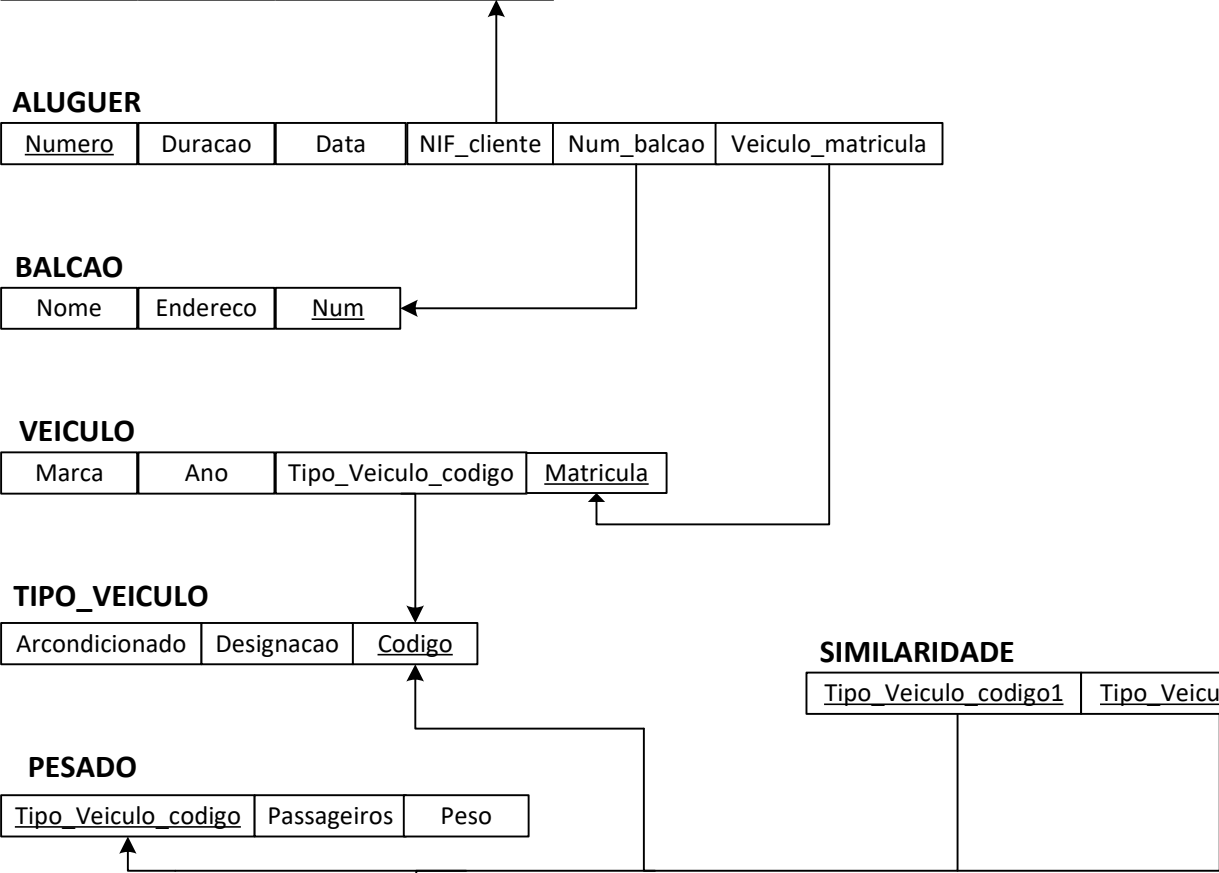 ALUGUER
Numero Duracao Data NIF_cliente Num_balcao Veiculo_matricula
BALCAO
Nome Endereco Num
VEICULO
Marca Ano Tipo_Veiculo_codigo Matricula
TIPO_VEICULO
Arcondicionado Designacao Codigo
SIMILARIDADE
Tipo_Veiculo_codigo1 Tipo_Veicu
PESADO
Tipo_Veiculo_codigo Passageiros Peso